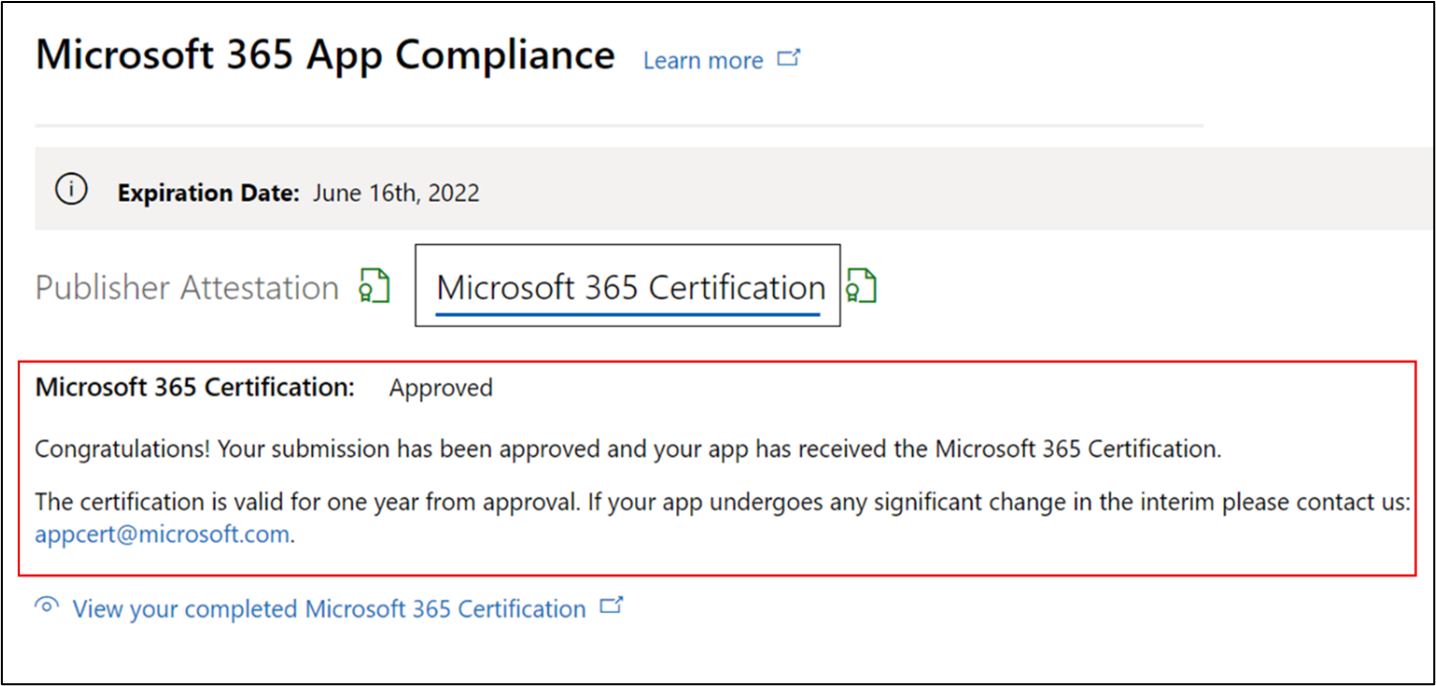 Microsoft 365 App Compliance Learn more
Expiration Date: June 16th, 2022
Publisher Attestation Microsoft 365 Certification
Microsoft 365 Certification: Approved
Congratulations! Your submission has been approved and your app has received the Microsoft 365 Certification.
The certification is valid for one year from approval. If your app undergoes any significant change in the interim please contact us:
appcert@microsoft.com.
View your completed Microsoft 365 Certification